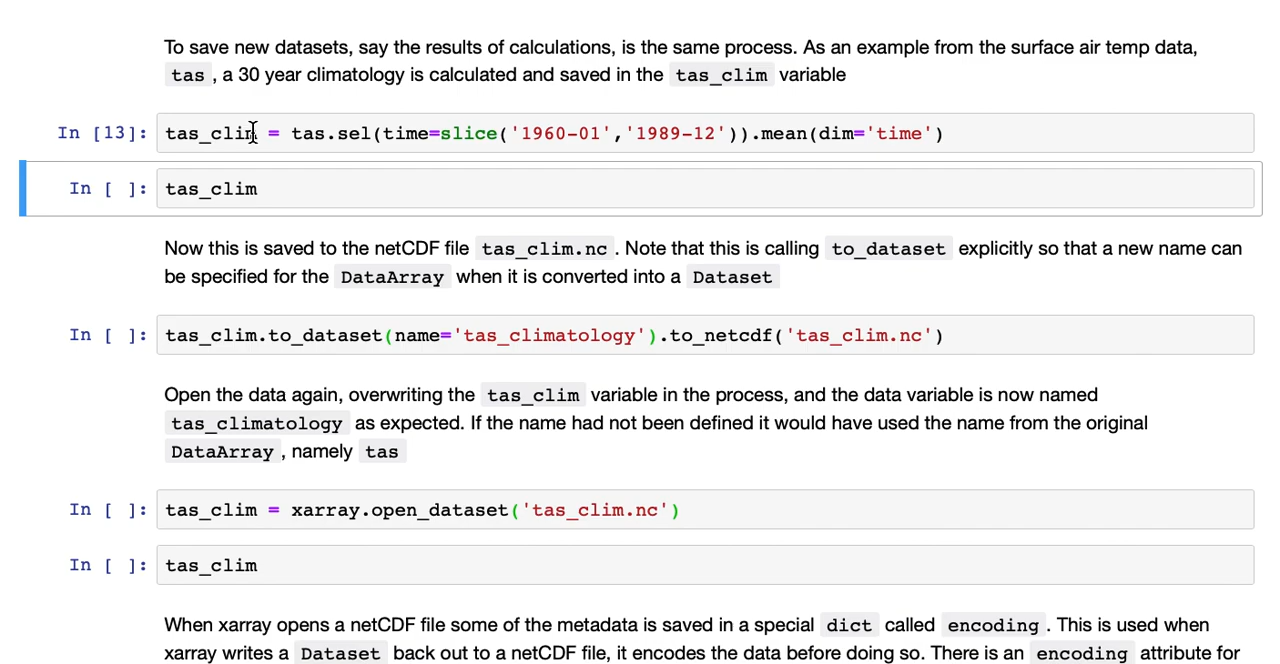 To save new datasets, say the results of calculations, is the same process. As an example from the surface air temp data,
tas , a 30 year climatology is calculated and saved in the tas_clim variable
In [13]: tas_clim = tas.sel(time=slice('1960-01','1989-12')).mean(dim='time')
In [ ]: tas_clim
Now this is saved to the netCDF file tas_clim.nc . Note that this is calling to_dataset explicitly so that a new name can
be specified for the DataArray when it is converted into a Dataset
In [ ]: tas_clim.to_dataset(name='tas_climatology').to_netcdf('tas_clim.nc')
Open the data again, overwriting the tas_clim variable in the process, and the data variable is now named
tas_climatology as expected. If the name had not been defined it would have used the name from the original
DataArray , namely tas
In [ ]: tas_clim = xarray.open_dataset('tas_clim.nc')
In [ ]: tas_clim
When xarray opens a netCDF file some of the metadata is saved in a special dict called encoding . This is used when
xarray writes a Dataset back out to a netCDF file, it encodes the data before doing so. There is an encoding attribute for